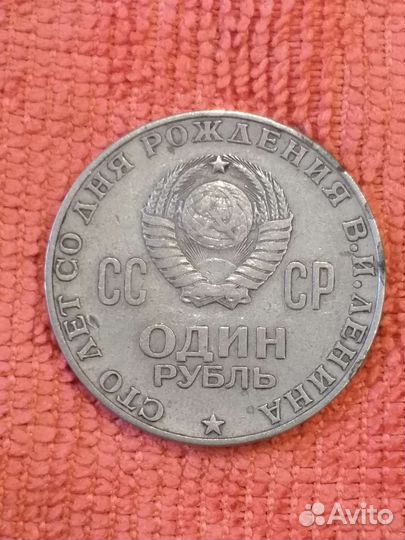 СТО ЛЕТ СО ДНЯ РОЖДЕНИЯ В.И.ЛЕНИНА
СС СР
ОДИН
РУБЛЬ
Avito